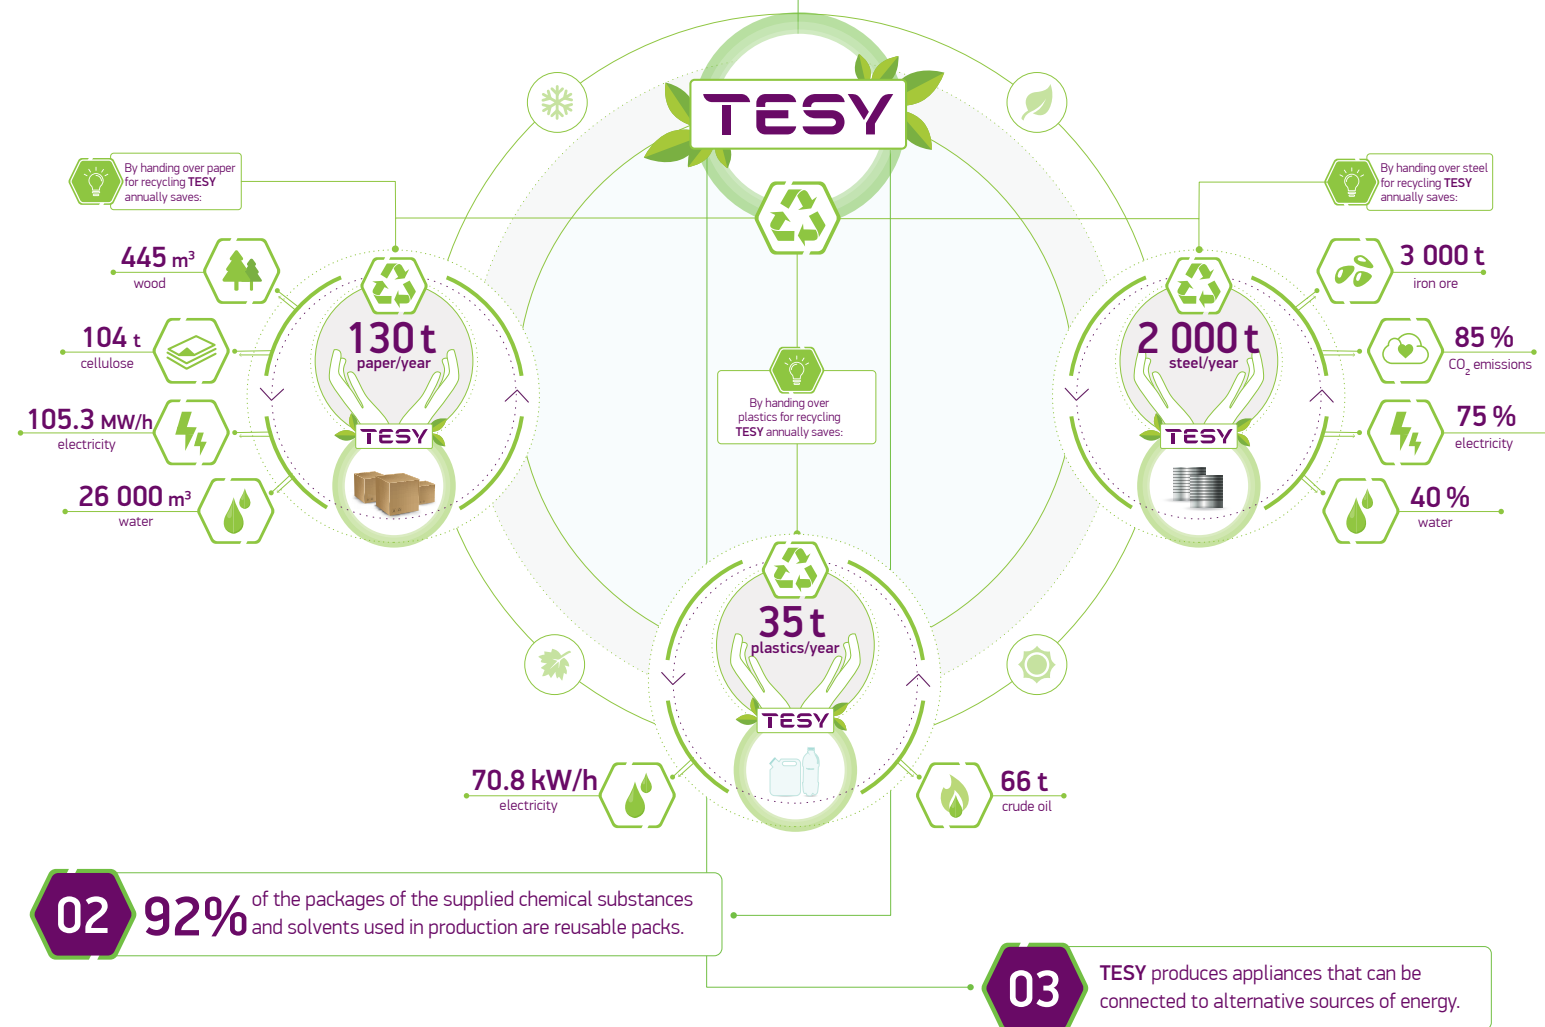 TESY
By handing over paper
for recycling TESY
annually saves:
445 m³
wood
104 t
cellulose
105.3 MW/h
electricity
26 000 m³
water
130 t
paper/year
TESY
By handing over
plastics for recycling
TESY annually saves:
35 t
plastics/year
TESY
70.8 kW/h
electricity
66 t
crude oil
By handing over steel
for recycling TESY
annually saves:
2 000 t
steel/year
TESY
3 000 t
iron ore
85 %
CO₂ emissions
75 %
electricity
40 %
water
02
92%
of the packages of the supplied chemical substances
and solvents used in production are reusable packs.
03
TESY produces appliances that can be
connected to alternative sources of energy.